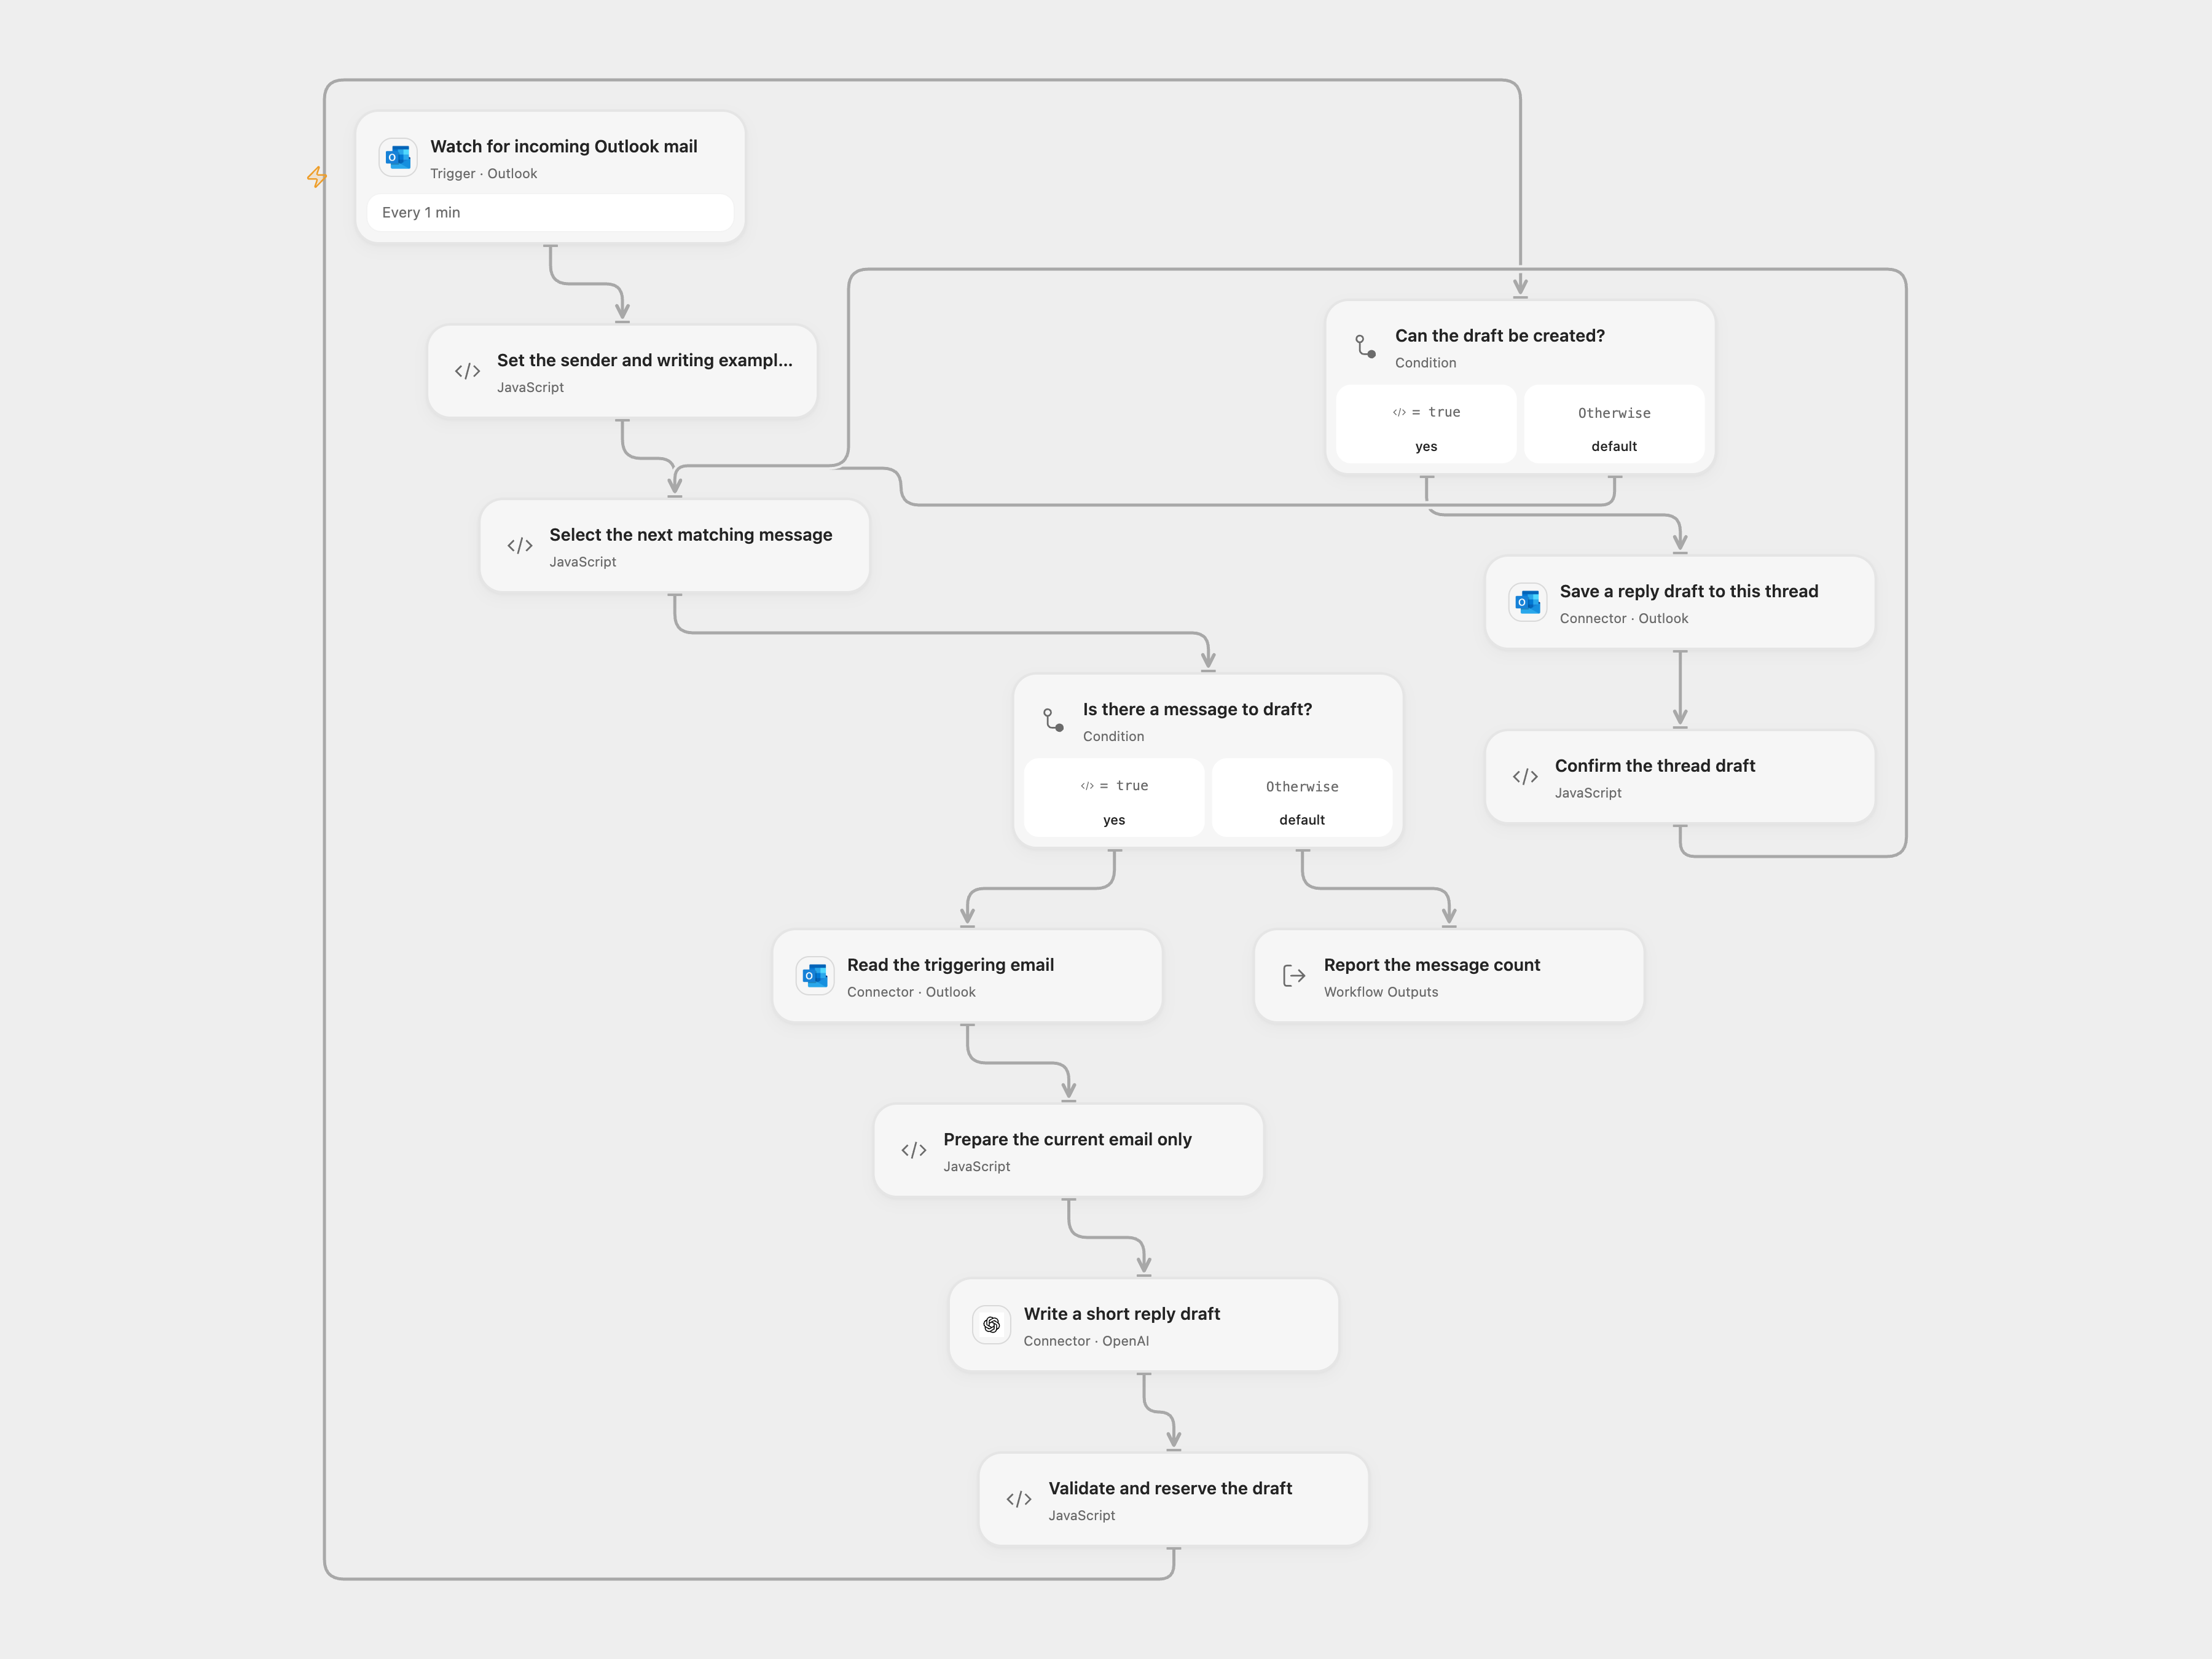 Watch for incoming Outlook mail
Trigger · Outlook
Every 1 min
Set the sender and writing exampl...
JavaScript
Select the next matching message
JavaScript
Can the draft be created?
Condition
</> = true
yes
Otherwise
default
Save a reply draft to this thread
Connector · Outlook
Confirm the thread draft
JavaScript
Is there a message to draft?
Condition
</> = true
yes
Otherwise
default
Read the triggering email
Connector · Outlook
Report the message count
Workflow Outputs
Prepare the current email only
JavaScript
Write a short reply draft
Connector · OpenAI
Validate and reserve the draft
JavaScript